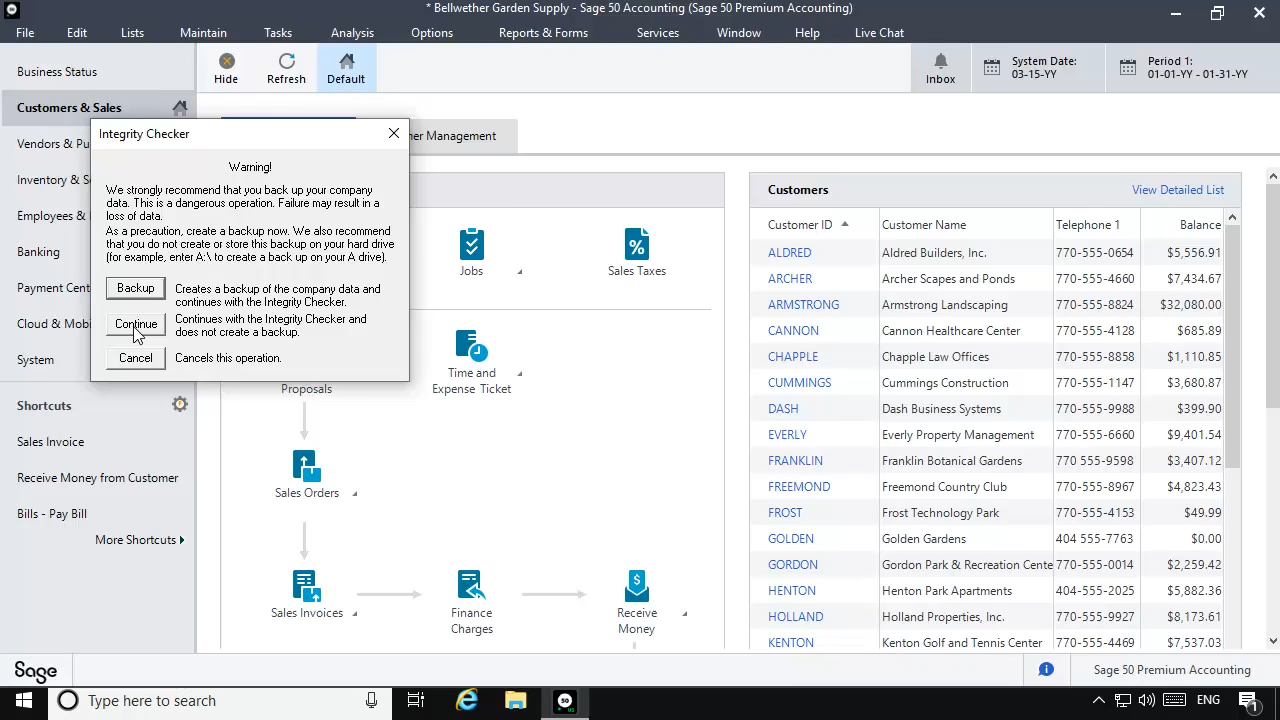 50
* Bellwether Garden Supply - Sage 50 Accounting (Sage 50 Premium Accounting)
File Edit Lists Maintain Tasks Analysis Options Reports & Forms Services Window Help Live Chat
Business Status
Hide
Refresh
Default
Inbox
System Date:
03-15-YY
Period 1:
01-01-YY - 01-31-YY
Customers & Sales
Vendors & Pu
Inventory & S
Employees &
Banking
Payment Cent
Cloud & Mobi
System
Shortcuts
Sales Invoice
Receive Money from Customer
Bills - Pay Bill
More Shortcuts
Integrity Checker
Warning!
We strongly recommend that you back up your company
data. This is a dangerous operation. Failure may result in a
loss of data.
As a precaution, create a backup now. We also recommend
that you do not create or store this backup on your hard drive
(for example, enter A:\ to create a back up on your A drive).
Backup
Creates a backup of the company data and
continues with the Integrity Checker.
Continue
Continues with the Integrity Checker and
does not create a backup.
Cancel
Cancels this operation.
er Management
Jobs
Sales Taxes
Proposals
Time and
Expense Ticket
Sales Orders
Sales Invoices
Finance
Charges
Receive
Money
Customers
View Detailed List
Customer ID Customer Name Telephone 1 Balance
ALDRED Aldred Builders, Inc. 770-555-0654 $5,556.91
ARCHER Archer Scapes and Ponds 770-555-4660 $7,434.67
ARMSTRONG Armstrong Landscaping 770-555-8824 $32,080.00
CANNON Cannon Healthcare Center 770-555-4128 $685.89
CHAPPLE Chapple Law Offices 770-555-8858 $1,110.85
CUMMINGS Cummings Construction 770-555-1147 $3,680.87
DASH Dash Business Systems 770-555-9988 $399.90
EVERLY Everly Property Management 770-555-6660 $9,401.54
FRANKLIN Franklin Botanical Gardens 770 555-9598 $3,407.12
FREEMOND Freemond Country Club 770-555-8967 $4,823.43
FROST Frost Technology Park 770-555-4153 $49.99
GOLDEN Golden Gardens 404 555-7763 $0.00
GORDON Gordon Park & Recreation Cente 770-555-0014 $2,259.42
HENTON Henton Park Apartments 404-555-2025 $5,882.36
HOLLAND Holland Properties, Inc. 770-555-9927 $8,173.61
KENTON Kenton Golf and Tennis Center 770-555-4469 $7,537.03
Sage
Sage 50 Premium Accounting
Type here to search
50
ENG
1